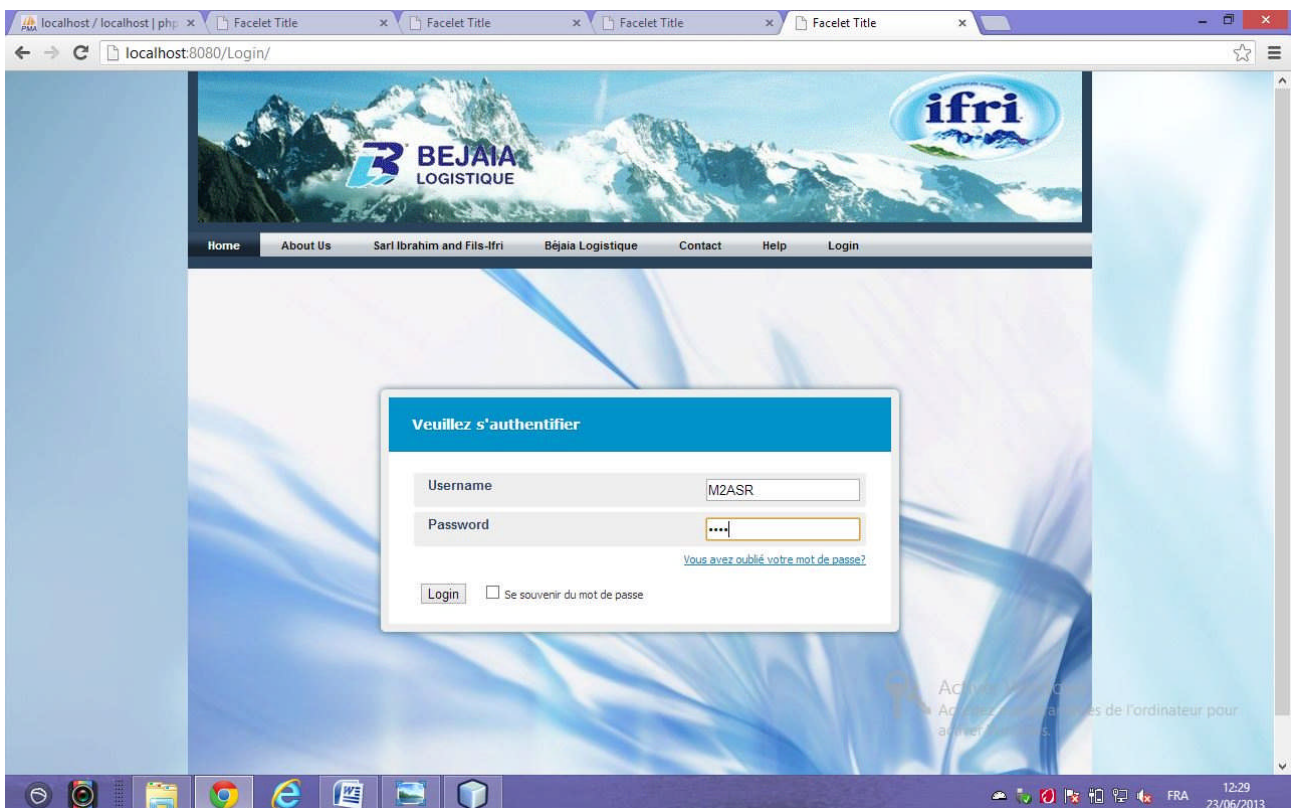 localhost / localhost | php
Facelet Title
Facelet Title
Facelet Title
Facelet Title
localhost:8080/Login/
ifri
BEJAIA
LOGISTIQUE
Home About Us Sarl Ibrahim and Fils-Ifri Béjaia Logistique Contact Help Login
Veuillez s'authentifier
Username M2ASR
Password ••••
Vous avez oublié votre mot de passe?
Login Se souvenir du mot de passe
de l'ordinateur pour
FRA
12:29
23/06/2013